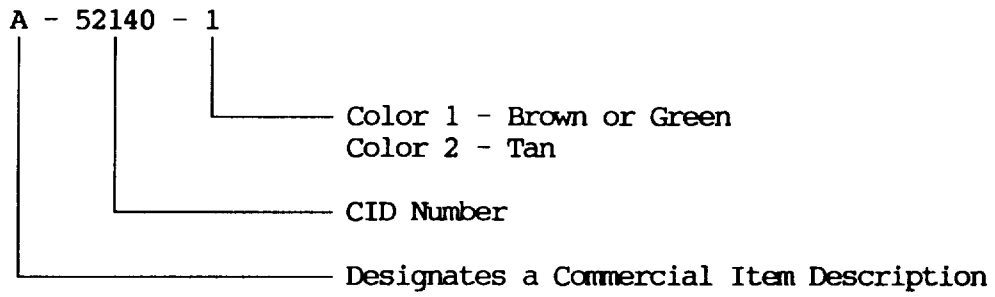 A - 52140 - 1
Color 1 - Brown or Green
Color 2 - Tan
CID Number
Designates a Commercial Item Description